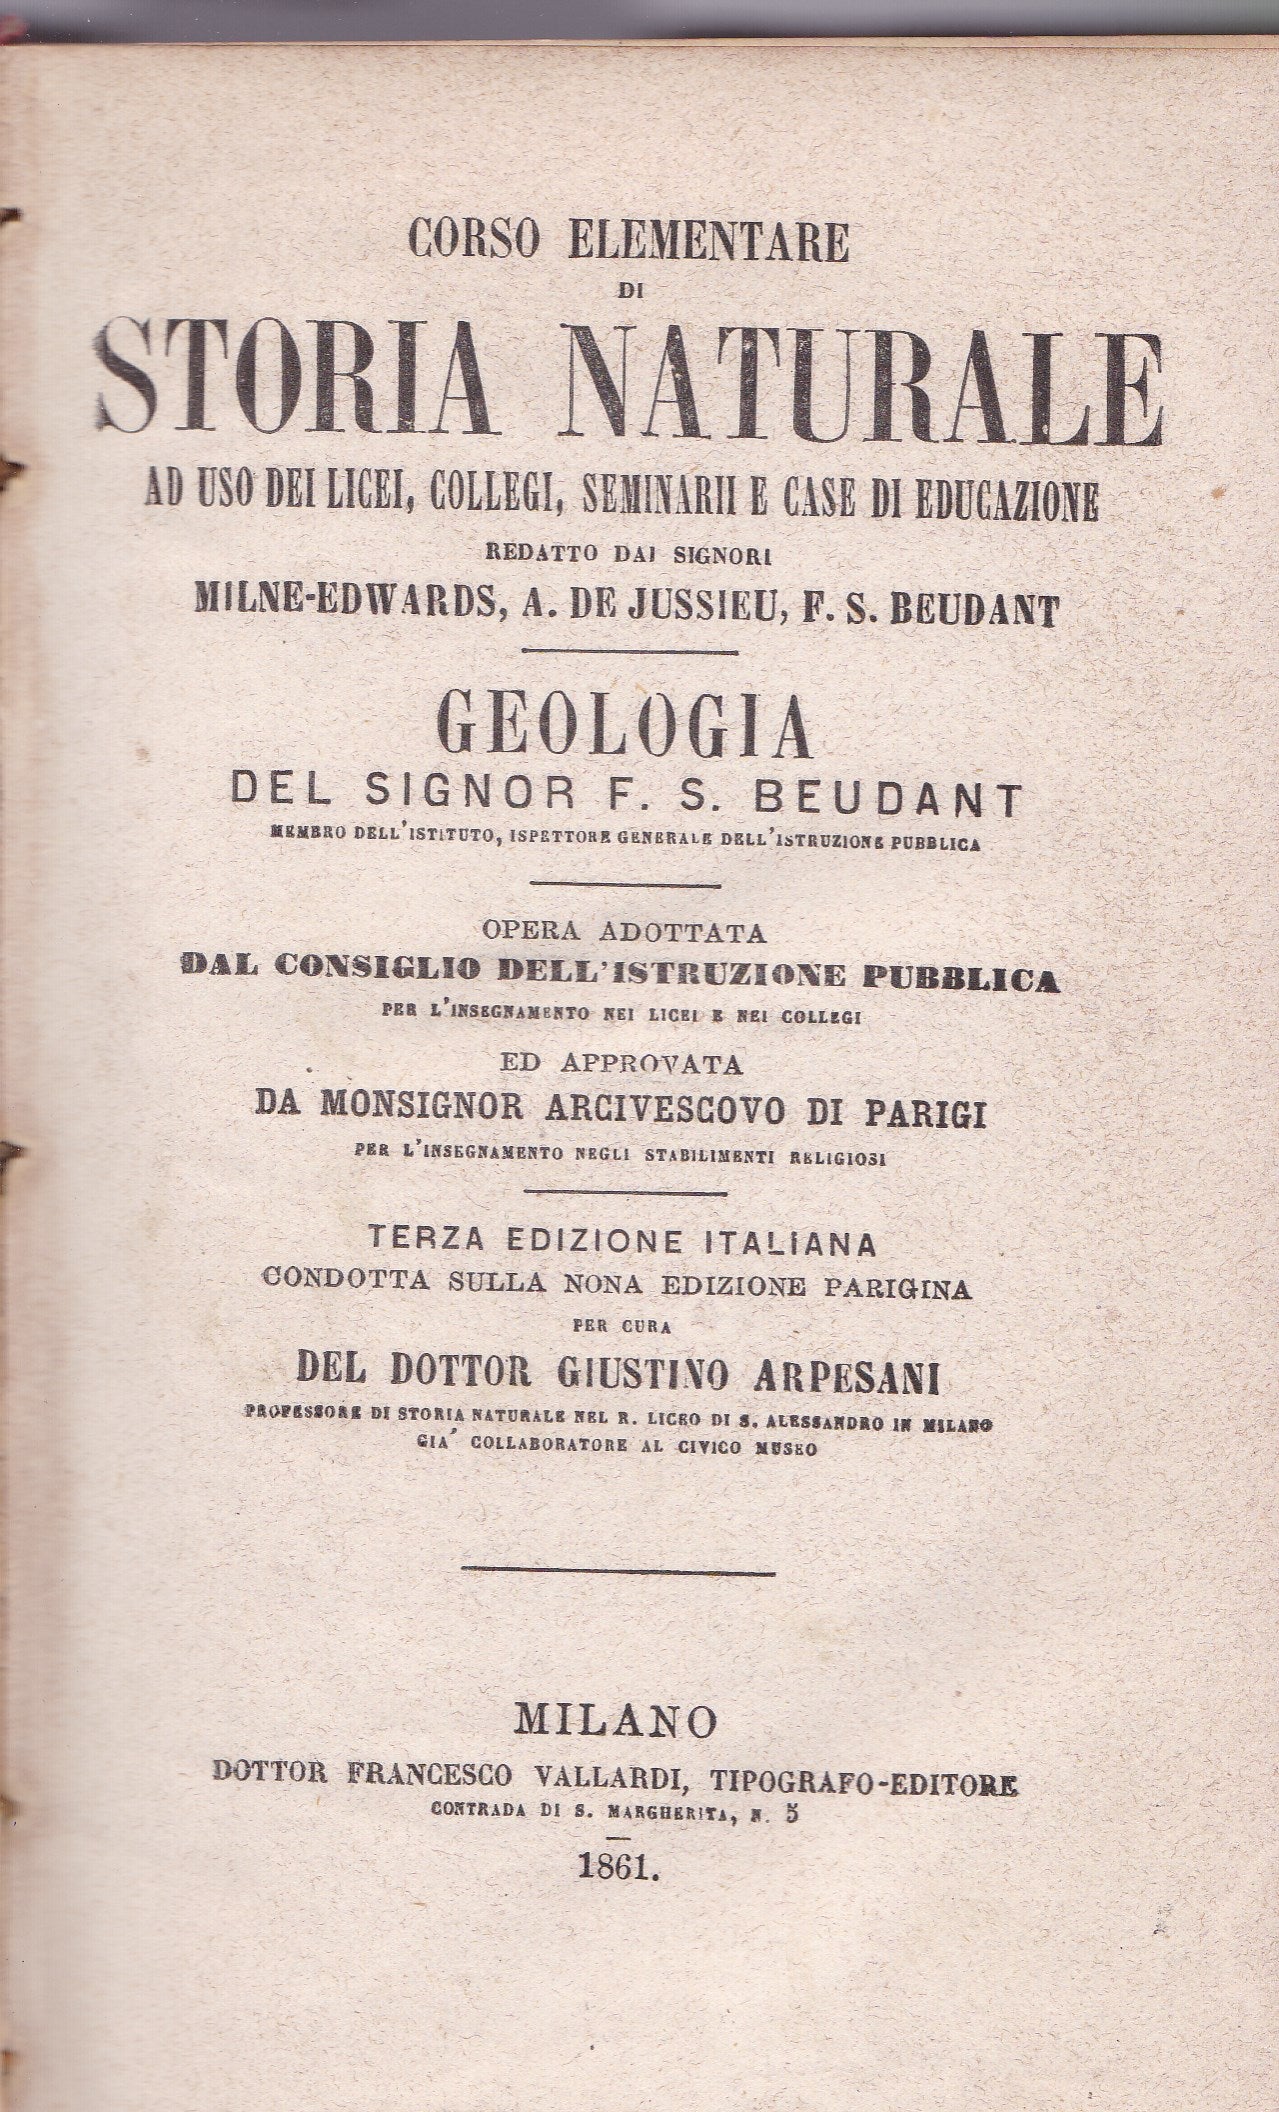 CORSO ELEMENTARE
DI
STORIA NATURALE
AD USO DEI LICEI, COLLEGI, SEMINARII E CASE DI EDUCAZIONE
REDATTO DAI SIGNORI
MILNE-EDWARDS, A. DE JUSSIEU, F. S. BEUDANT
GEOLOGIA
DEL SIGNOR F. S. BEUDANT
MEMBRO DELL'ISTITUTO, ISPETTORE GENERALE DELL'ISTRUZIONE PUBBLICA
OPERA ADOTTATA
DAL CONSIGLIO DELL'ISTRUZIONE PUBBLICA
PER L'INSEGNAMENTO NEI LICEI E NEI COLLEGI
ED APPROVATA
DA MONSIGNOR ARCIVESCOVO DI PARIGI
PER L'INSEGNAMENTO NEGLI STABILIMENTI RELIGIOSI
TERZA EDIZIONE ITALIANA
CONDOTTA SULLA NONA EDIZIONE PARIGINA
PER CURA
DEL DOTTOR GIUSTINO ARPESANI
PROFESSORE DI STORIA NATURALE NEL R. LICEO DI S. ALESSANDRO IN MILANO
GIA' COLLABORATORE AL CIVICO MUSEO
MILANO
DOTTOR FRANCESCO VALLARDI, TIPOGRAFO-EDITORE
CONTRADA DI S. MARGHERITA, N. 5
1861.